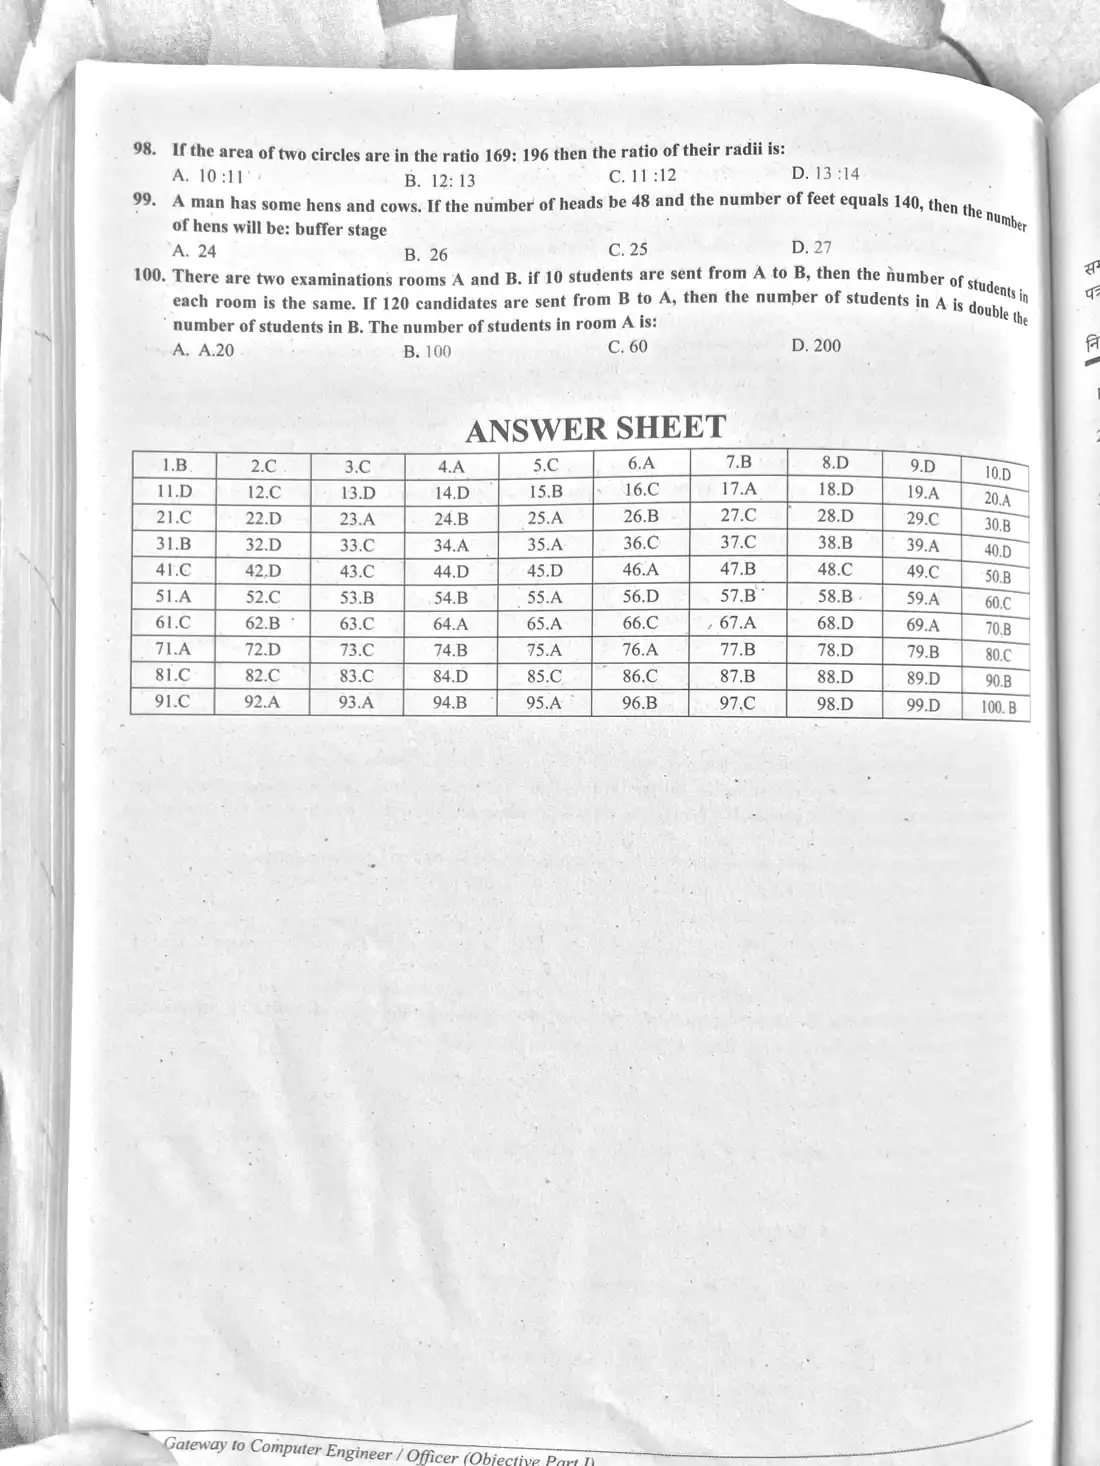 98. If the area of two circles are in the ratio 169: 196 then the ratio of their radii is:
A. 10 :11 B. 12: 13 C. 11 :12 D. 13 :14
99. A man has some hens and cows. If the number of heads be 48 and the number of feet equals 140, then the number
of hens will be: buffer stage
A. 24 B. 26 C. 25 D. 27
100. There are two examinations rooms A and B. if 10 students are sent from A to B, then the number of students in
each room is the same. If 120 candidates are sent from B to A, then the number of students in A is double the
number of students in B. The number of students in room A is:
A. A.20 B. 100 C. 60 D. 200
ANSWER SHEET
1.B 2.C 3.C 4.A 5.C 6.A 7.B 8.D 9.D 10.D
11.D 12.C 13.D 14.D 15.B 16.C 17.A 18.D 19.A 20.A
21.C 22.D 23.A 24.B 25.A 26.B 27.C 28.D 29.C 30.B
31.B 32.D 33.C 34.A 35.A 36.C 37.C 38.B 39.A 40.D
41.C 42.D 43.C 44.D 45.D 46.A 47.B 48.C 49.C 50.B
51.A 52.C 53.B 54.B 55.A 56.D 57.B 58.B 59.A 60.C
61.C 62.B 63.C 64.A 65.A 66.C 67.A 68.D 69.A 70.B
71.A 72.D 73.C 74.B 75.A 76.A 77.B 78.D 79.B 80.C
81.C 82.C 83.C 84.D 85.C 86.C 87.B 88.D 89.D 90.B
91.C 92.A 93.A 94.B 95.A 96.B 97.C 98.D 99.D 100. B
Gateway to Computer Engineer / Officer (Objective Part I)